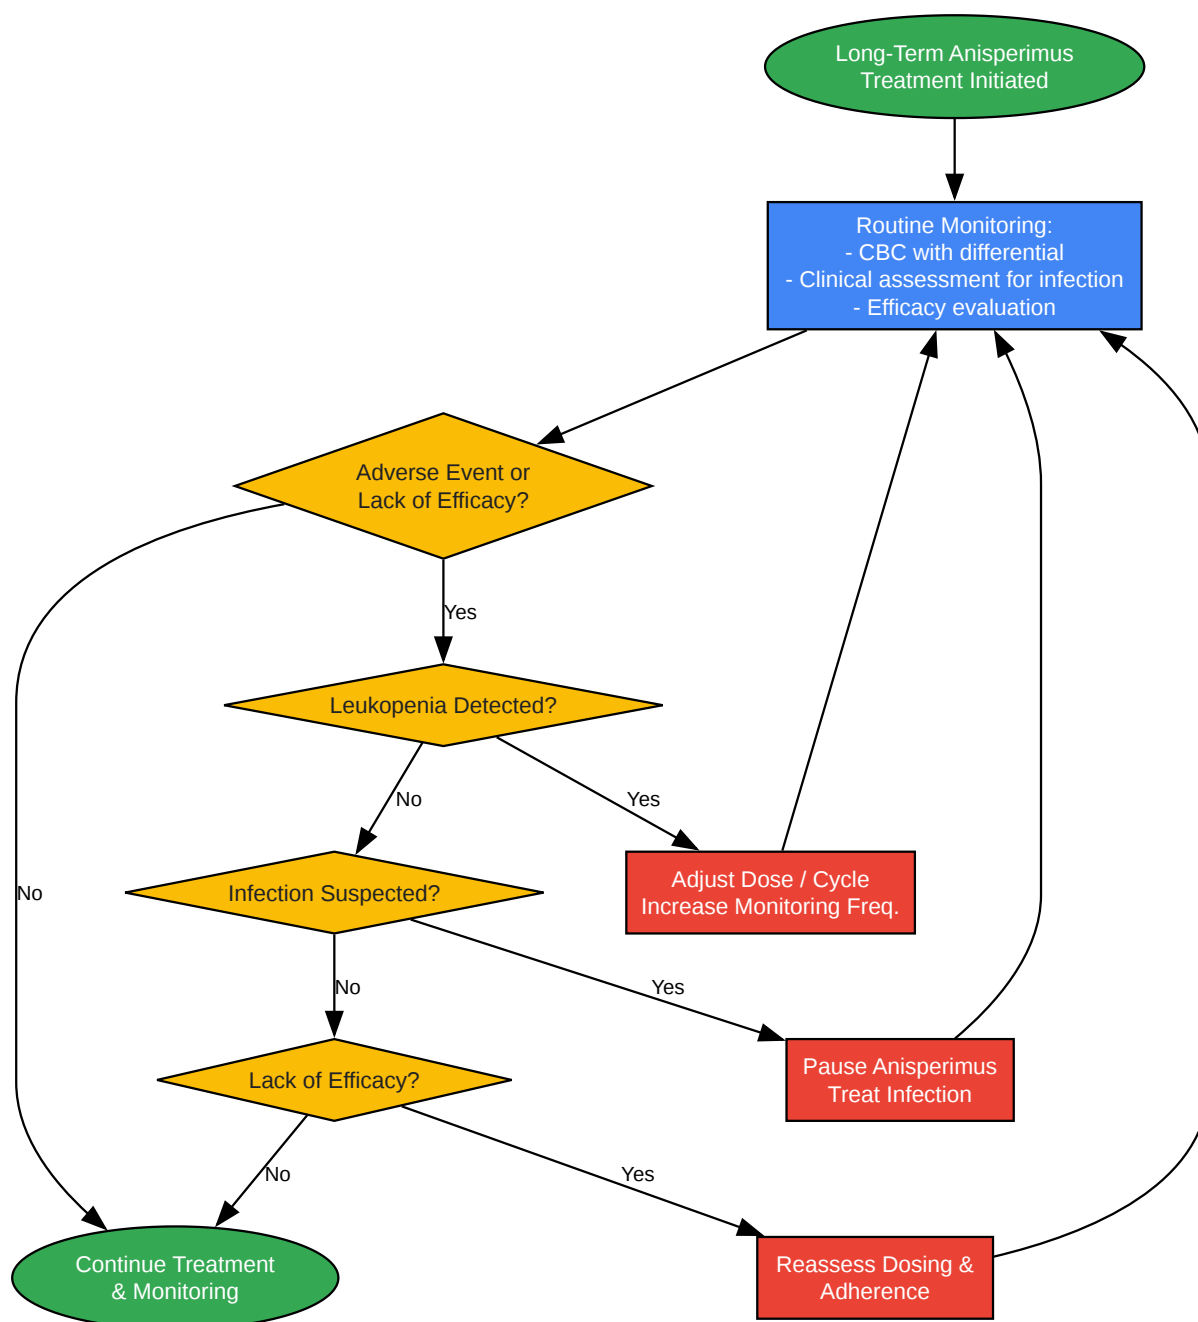 Long-Term Anisperimus
Treatment Initiated
Routine Monitoring:
- CBC with differential
- Clinical assessment for infection
- Efficacy evaluation
Adverse Event or
Lack of Efficacy?
Yes
Leukopenia Detected?
No
Yes
Adjust Dose / Cycle
Increase Monitoring Freq.
Infection Suspected?
No
No
Yes
Pause Anisperimus
Treat Infection
Lack of Efficacy?
No
Yes
Continue Treatment
& Monitoring
Reassess Dosing &
Adherence